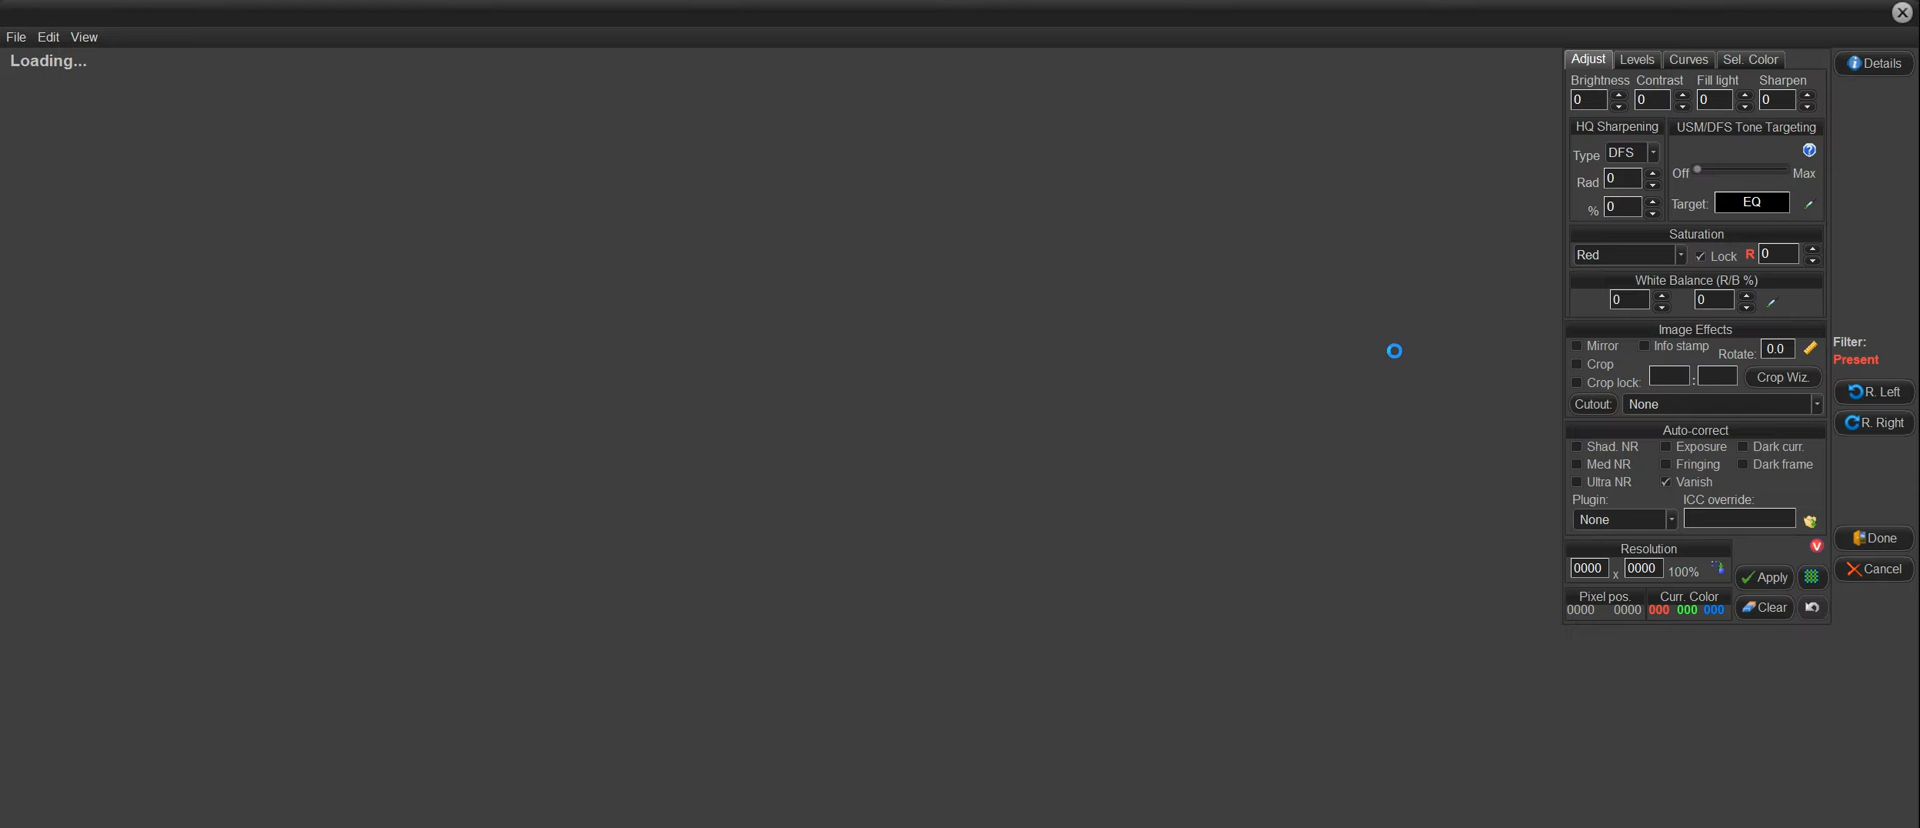 File Edit View
Loading...
Adjust Levels Curves Sel. Color
Details
Brightness Contrast Fill light Sharpen
0 0 0 0
HQ Sharpening
Type DFS
Rad 0
% 0
USM/DFS Tone Targeting
Off Max
Target: EQ
Saturation
Red Lock R 0
White Balance (R/B %)
0 0
Image Effects
Mirror Info stamp Rotate: 0.0
Crop
Crop lock: : Crop Wiz.
Cutout: None
Filter:
Present
R. Left
R. Right
Auto-correct
Shad. NR Exposure Dark curr.
Med NR Fringing Dark frame
Ultra NR Vanish
Plugin: ICC override:
None
V
Resolution
0000 x 0000 100%
Apply
Pixel pos. Curr. Color
0000 0000 000 000 000
Clear
Done
Cancel